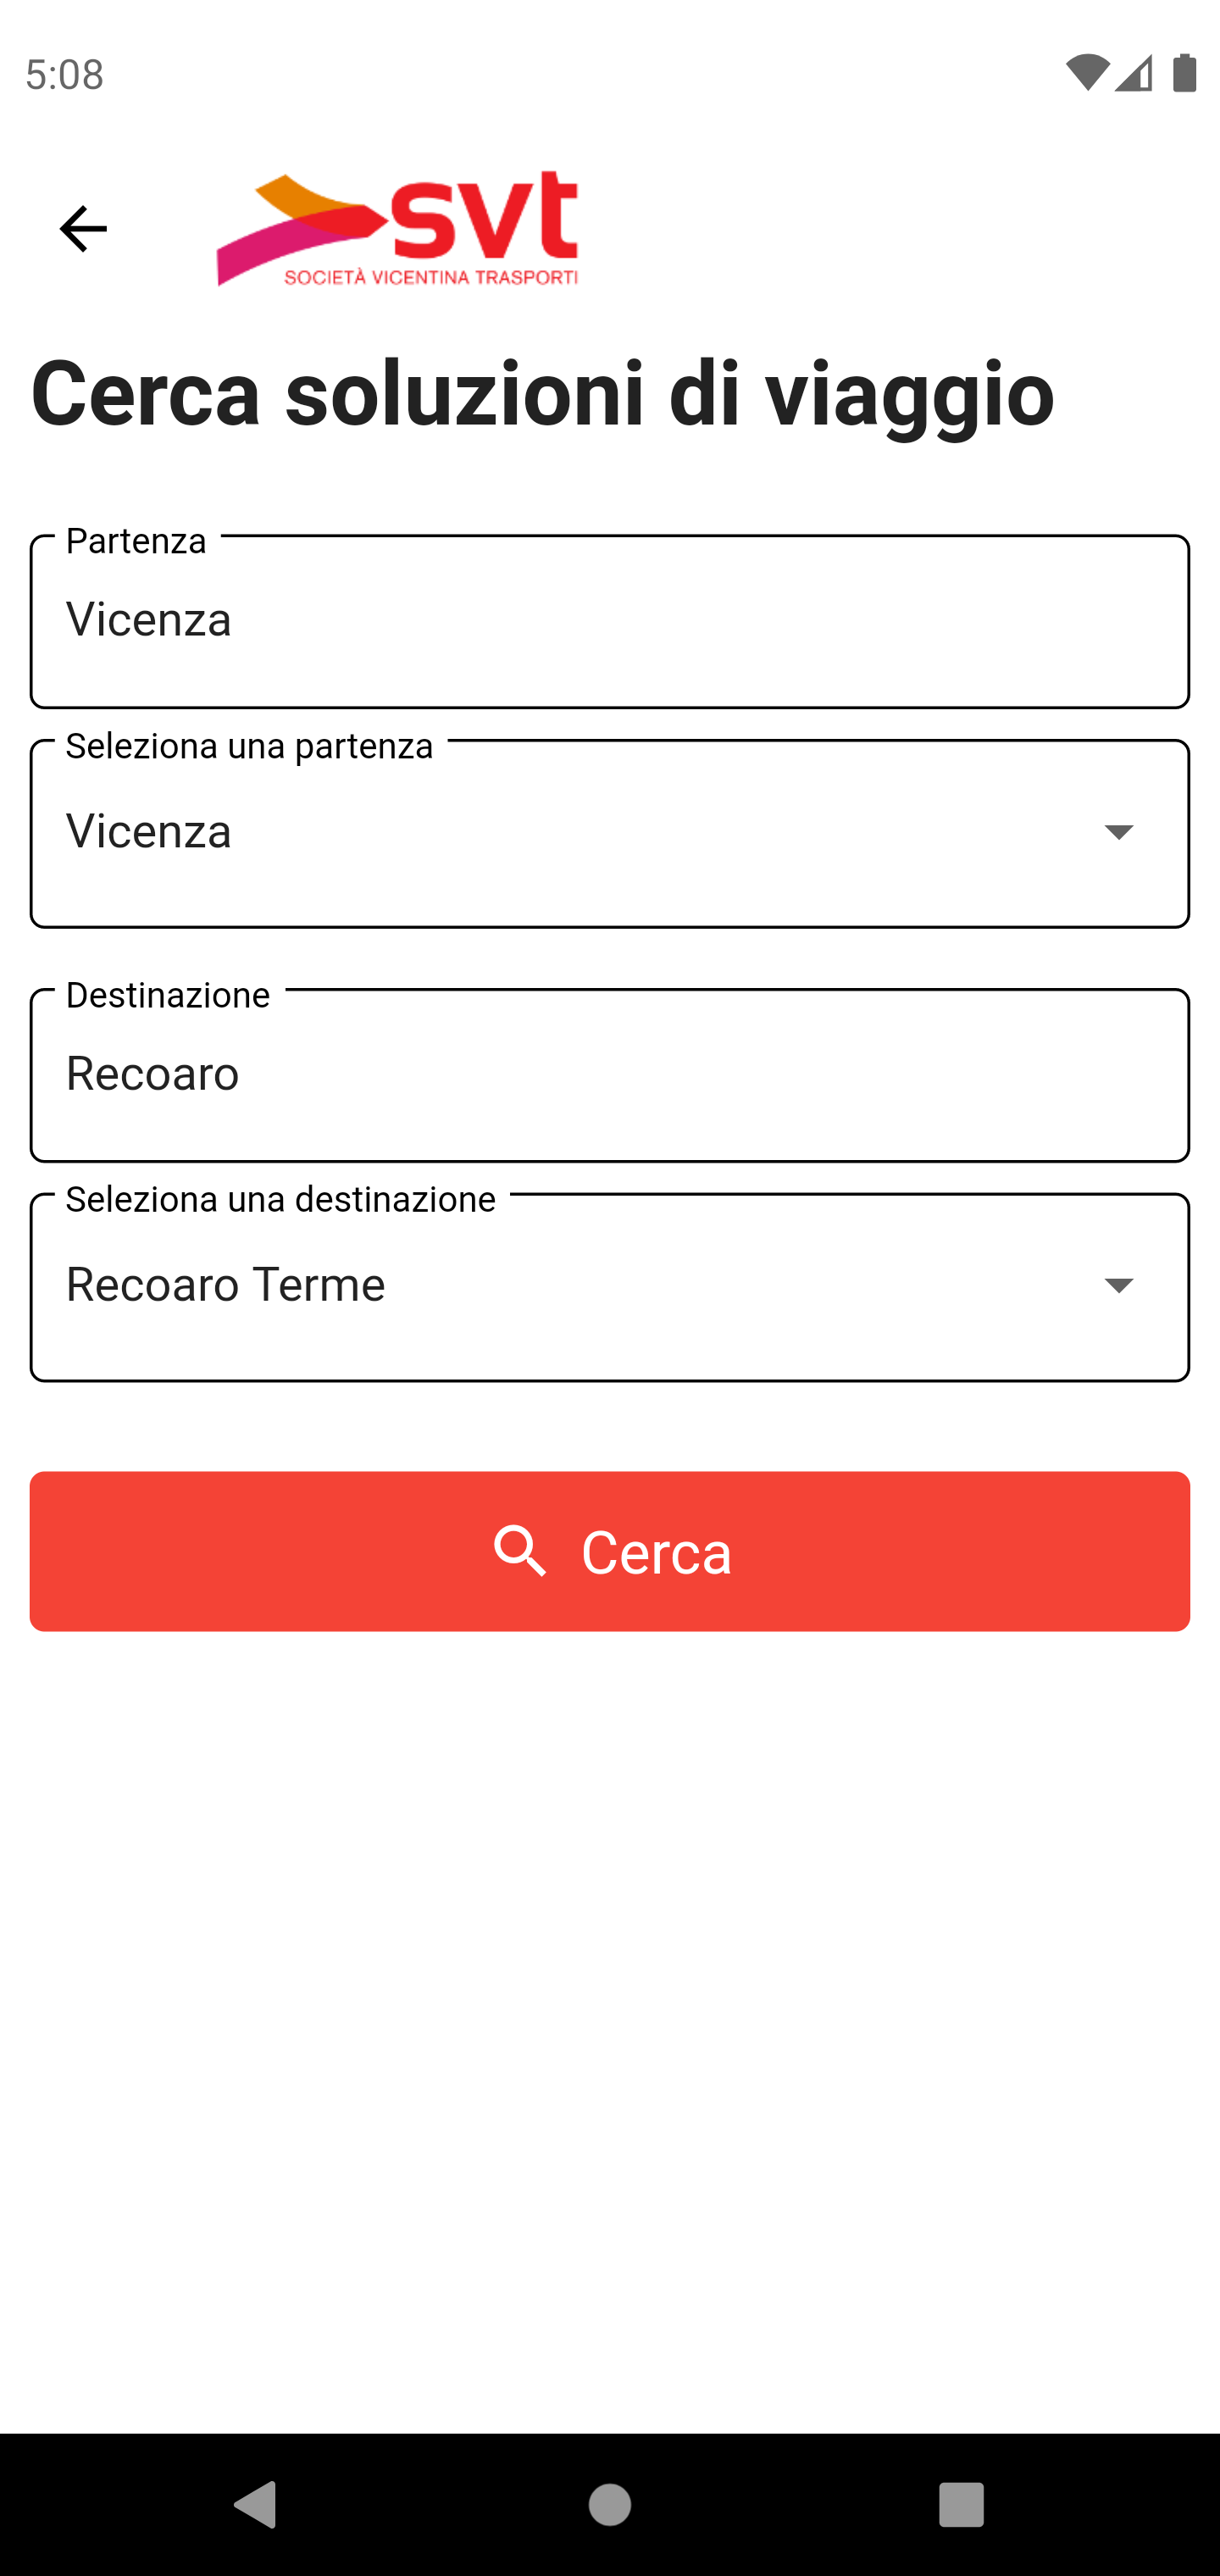 5:08
svt
SOCIETÀ VICENTINA TRASPORTI
Cerca soluzioni di viaggio
Partenza
Vicenza
Seleziona una partenza
Vicenza
Destinazione
Recoaro
Seleziona una destinazione
Recoaro Terme
Cerca